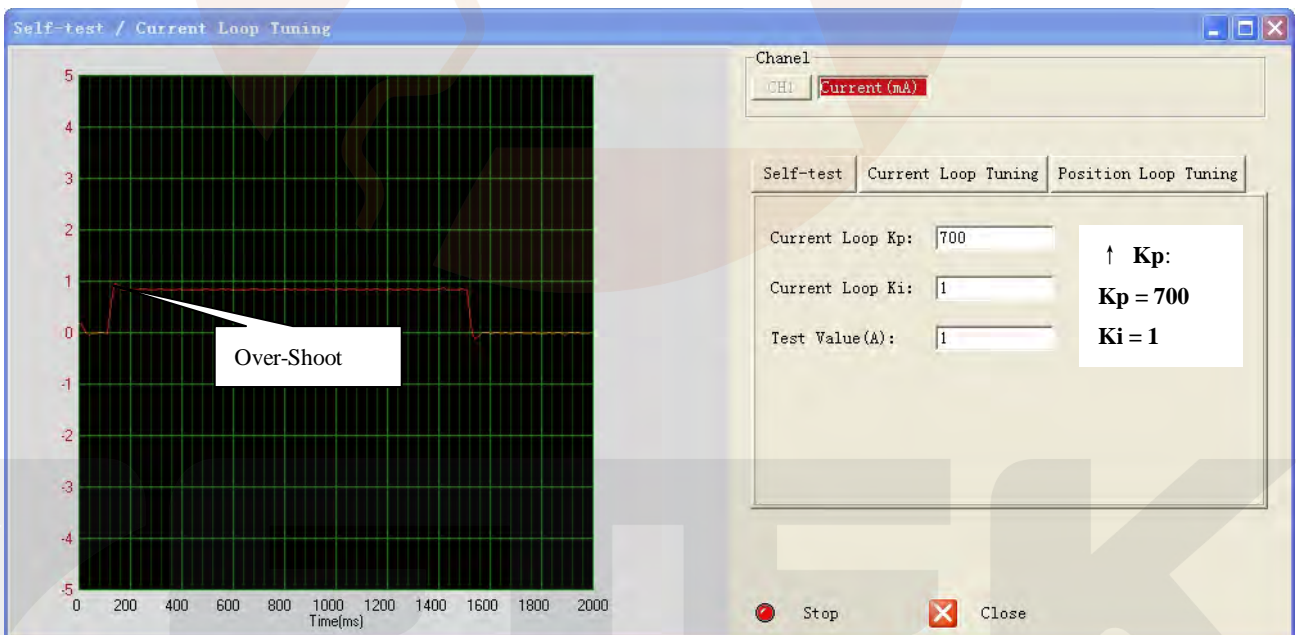 Self-test / Current Loop Tuning
5
4
3
2
1
0
-1
-2
-3
-4
-5
0 200 400 600 800 1000 1200 1400 1600 1800 2000
Time(ms)
Over-Shoot
Chanel
CH1 Current(mA)
Self-test Current Loop Tuning Position Loop Tuning
Current Loop Kp: 700
Current Loop Ki: 1
Test Value(A): 1
↑ Kp:
Kp = 700
Ki = 1
Stop Close